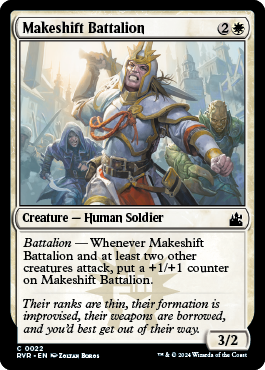 Makeshift Battalion 2
Creature — Human Soldier
Battalion — Whenever Makeshift
Battalion and at least two other
creatures attack, put a +1/+1 counter
on Makeshift Battalion.
Their ranks are thin, their formation is
improvised, their weapons are borrowed,
and you'd best get out of their way.
3/2
C 0022
RVR • EN Zoltan Boros
™ & © 2024 Wizards of the Coast